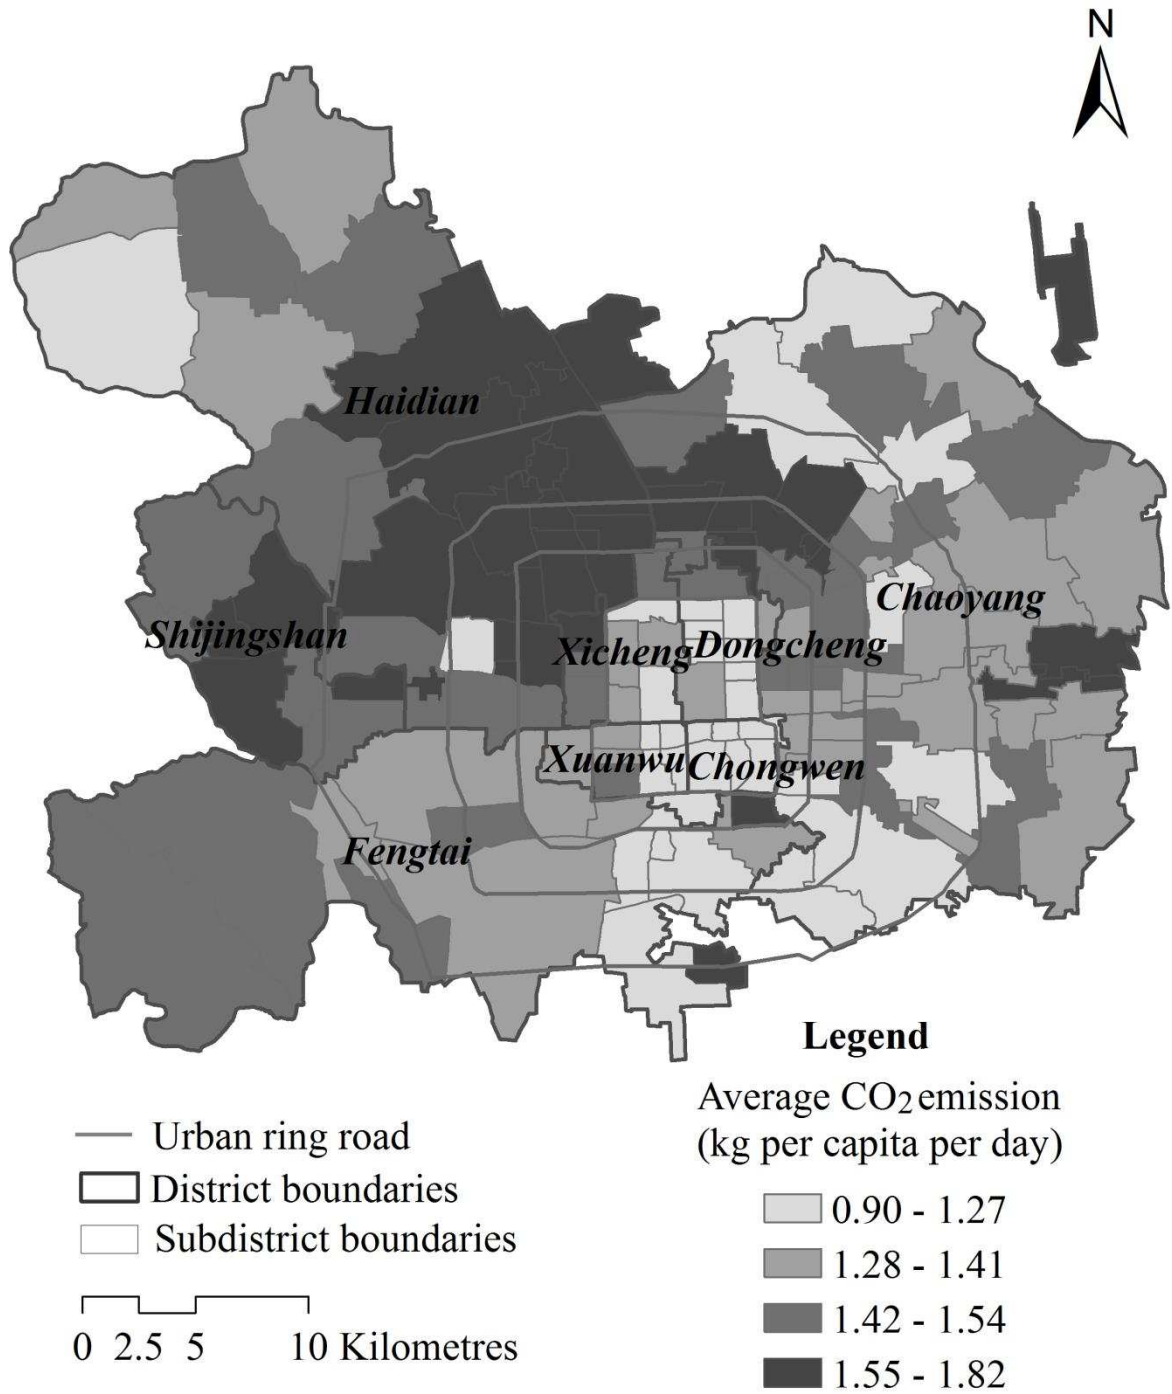 N
Haidian
Chaoyang
Shijingshan
Xicheng
Dongcheng
Xuanwu
Chongwen
Fengtai
Legend
Average CO2 emission
(kg per capita per day)
0.90 - 1.27
1.28 - 1.41
1.42 - 1.54
1.55 - 1.82
Urban ring road
District boundaries
Subdistrict boundaries
0 2.5 5 10 Kilometres